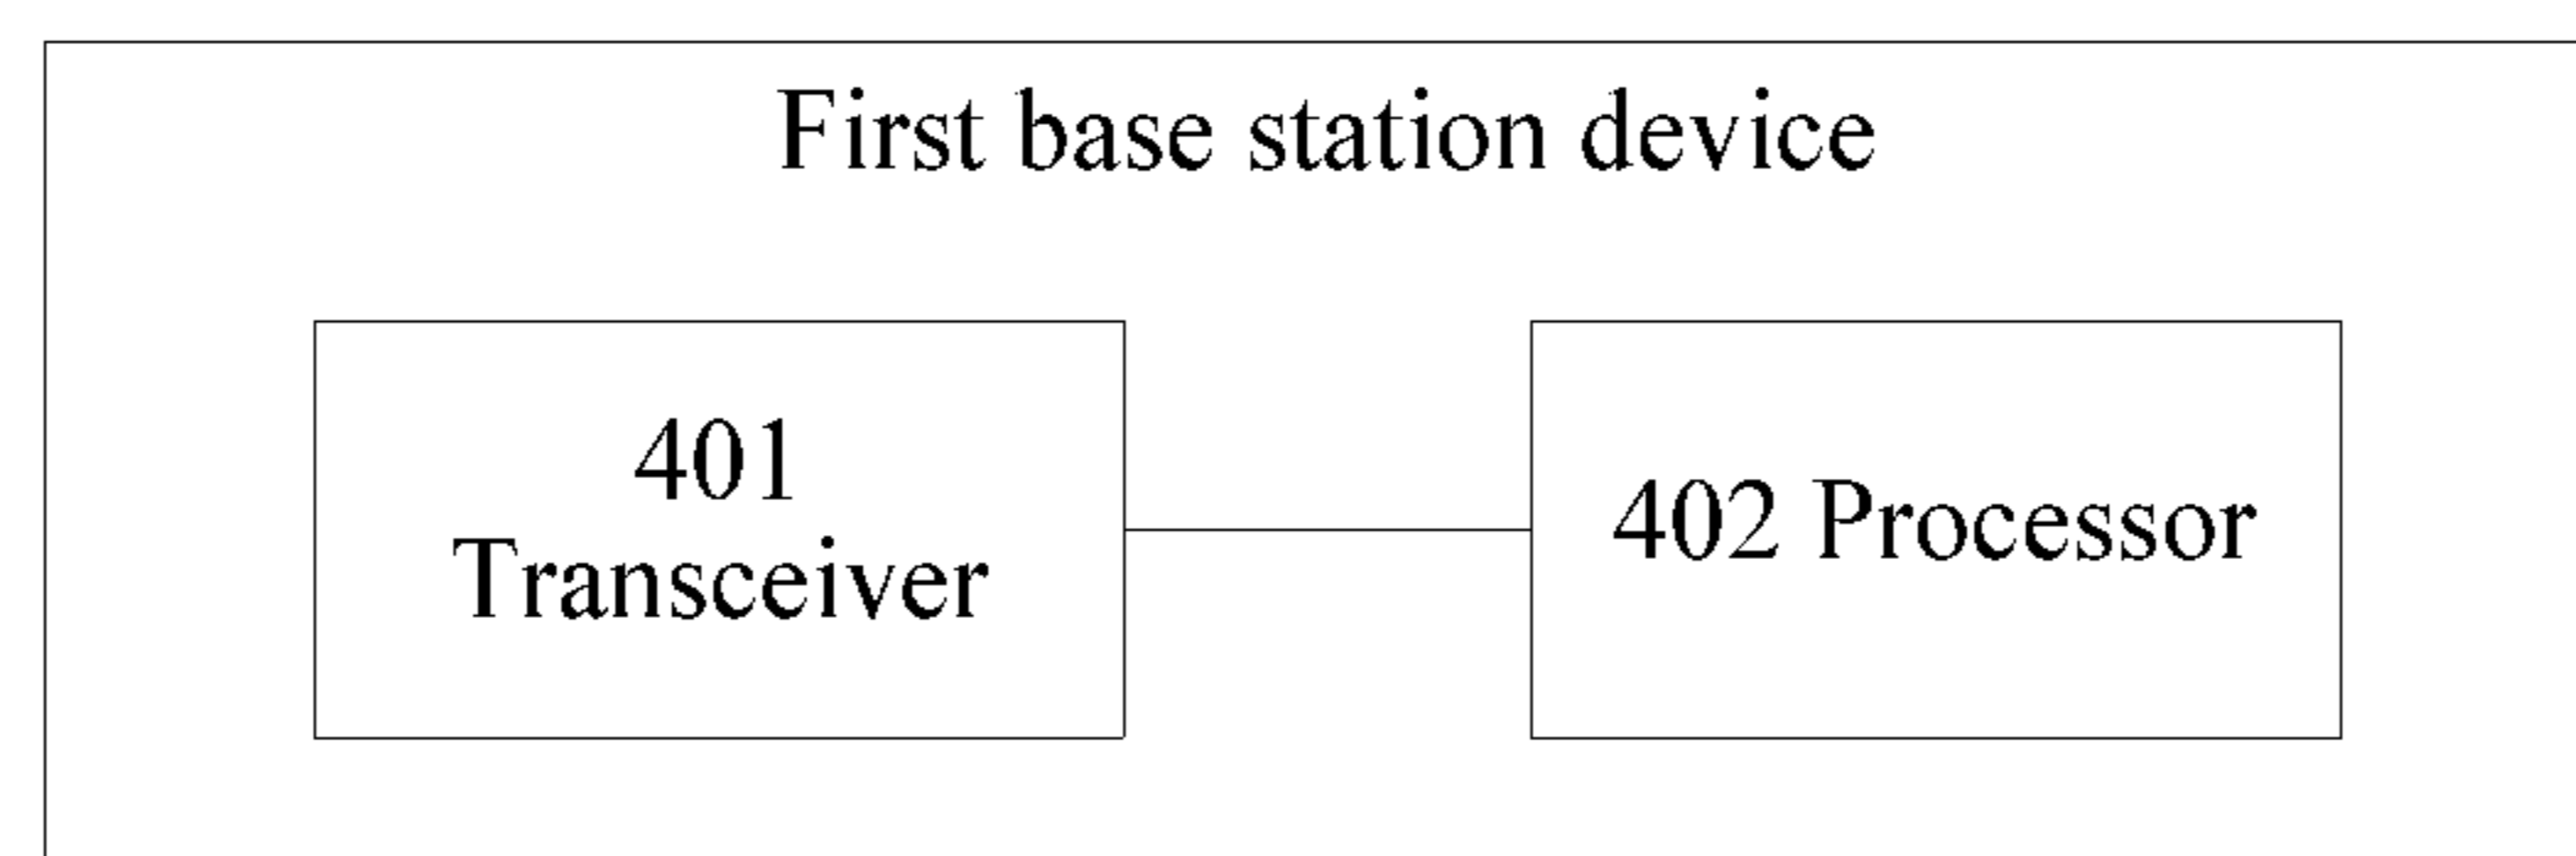 First base station device
401
Transceiver
402 Processor